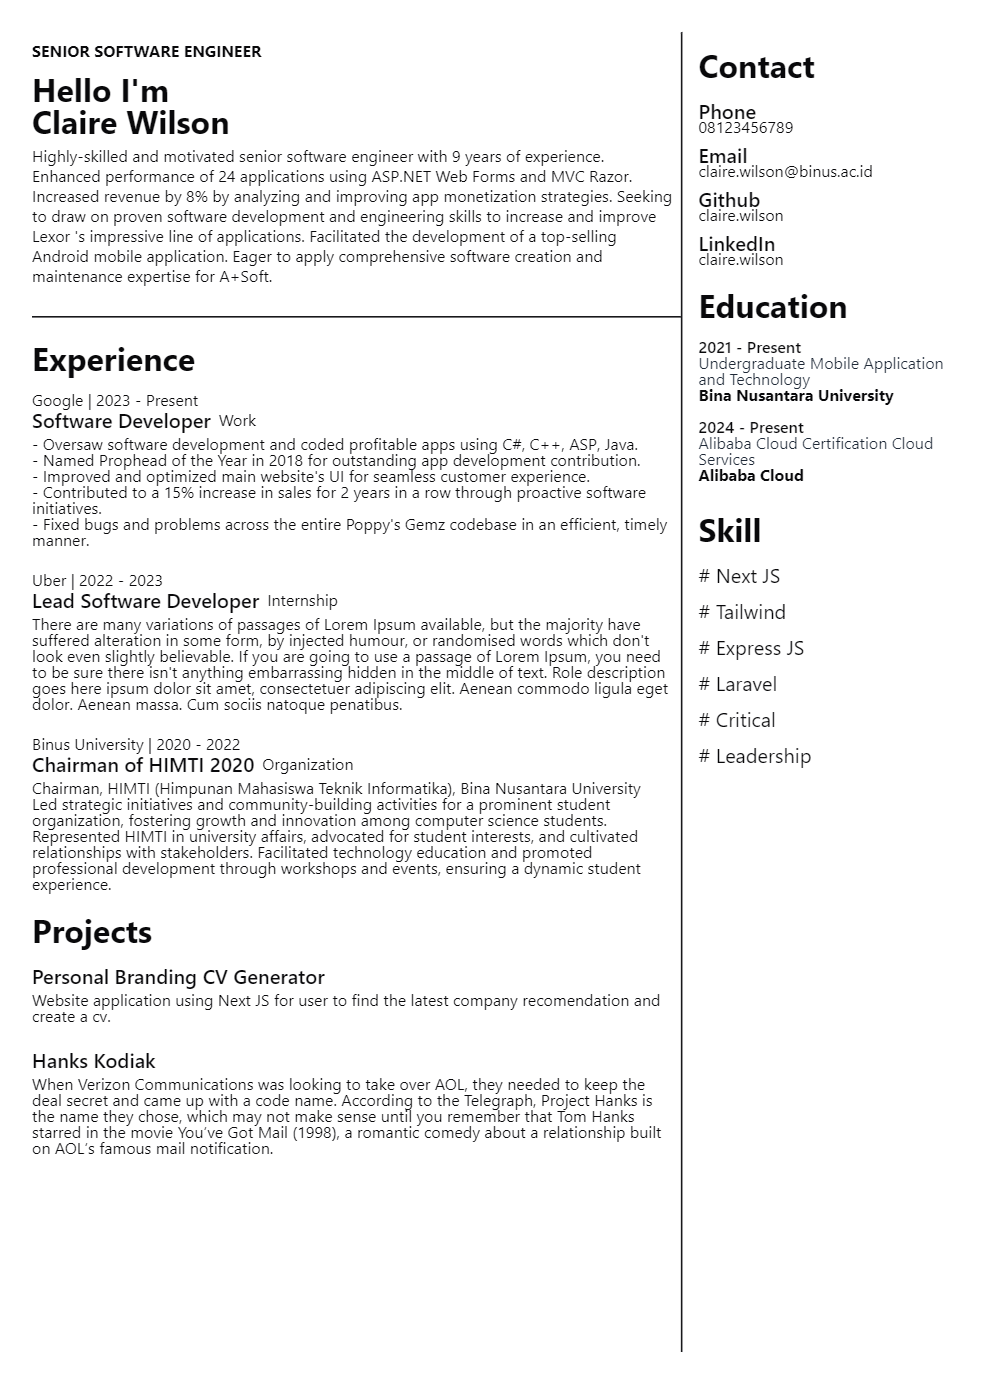 SENIOR SOFTWARE ENGINEER
Hello I'm
Claire Wilson
Highly-skilled and motivated senior software engineer with 9 years of experience.
Enhanced performance of 24 applications using ASP.NET Web Forms and MVC Razor.
Increased revenue by 8% by analyzing and improving app monetization strategies. Seeking
to draw on proven software development and engineering skills to increase and improve
Lexor 's impressive line of applications. Facilitated the development of a top-selling
Android mobile application. Eager to apply comprehensive software creation and
maintenance expertise for A+Soft.
Experience
Google | 2023 - Present
Software Developer Work
- Oversaw software development and coded profitable apps using C#, C++, ASP, Java.
- Named Prophead of the Year in 2018 for outstanding app development contribution.
- Improved and optimized main website's UI for seamless customer experience.
- Contributed to a 15% increase in sales for 2 years in a row through proactive software
initiatives.
- Fixed bugs and problems across the entire Poppy's Gemz codebase in an efficient, timely
manner.
Uber | 2022 - 2023
Lead Software Developer Internship
There are many variations of passages of Lorem Ipsum available, but the majority have
suffered alteration in some form, by injected humour, or randomised words which don't
look even slightly believable. If you are going to use a passage of Lorem Ipsum, you need
to be sure there isn't anything embarrassing hidden in the middle of text. Role description
goes here ipsum dolor sit amet, consectetuer adipiscing elit. Aenean commodo ligula eget
dolor. Aenean massa. Cum sociis natoque penatibus.
Binus University | 2020 - 2022
Chairman of HIMTI 2020 Organization
Chairman, HIMTI (Himpunan Mahasiswa Teknik Informatika), Bina Nusantara University
Led strategic initiatives and community-building activities for a prominent student
organization, fostering growth and innovation among computer science students.
Represented HIMTI in university affairs, advocated for student interests, and cultivated
relationships with stakeholders. Facilitated technology education and promoted
professional development through workshops and events, ensuring a dynamic student
experience.
Projects
Personal Branding CV Generator
Website application using Next JS for user to find the latest company recomendation and
create a cv.
Hanks Kodiak
When Verizon Communications was looking to take over AOL, they needed to keep the
deal secret and came up with a code name. According to the Telegraph, Project Hanks is
the name they chose, which may not make sense until you remember that Tom Hanks
starred in the movie You’ve Got Mail (1998), a romantic comedy about a relationship built
on AOL’s famous mail notification.
Contact
Phone
08123456789
Email
claire.wilson@binus.ac.id
Github
claire.wilson
LinkedIn
claire.wilson
Education
2021 - Present
Undergraduate Mobile Application
and Technology
Bina Nusantara University
2024 - Present
Alibaba Cloud Certification Cloud
Services
Alibaba Cloud
Skill
# Next JS
# Tailwind
# Express JS
# Laravel
# Critical
# Leadership